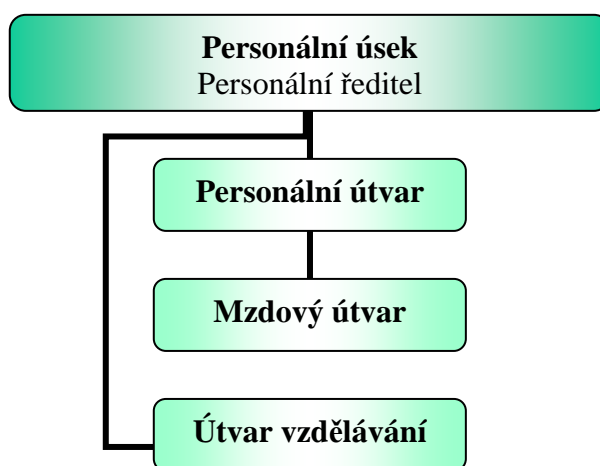 Personální úsek
Personální ředitel
Personální útvar
Mzdový útvar
Útvar vzdělávání